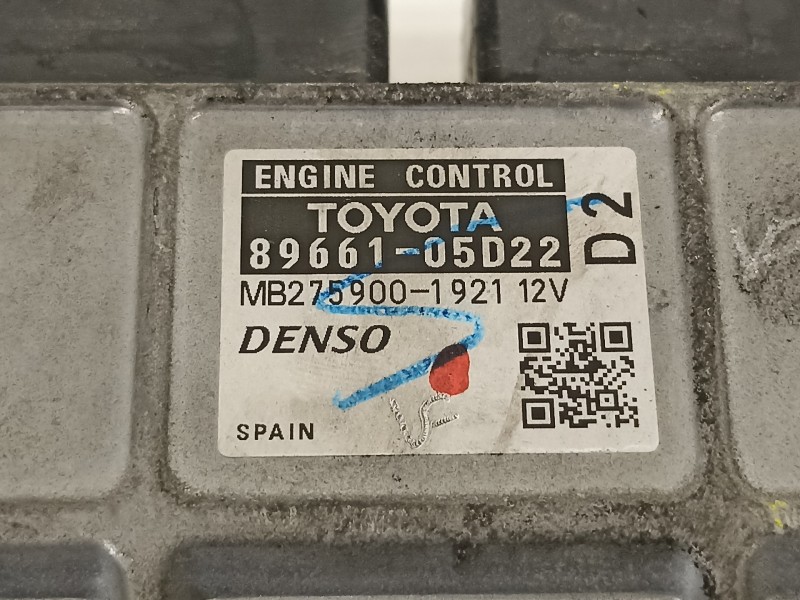 ENGINE CONTROL
TOYOTA
89661-05D22
D2
MB275900-1921 12V
DENSO
SPAIN